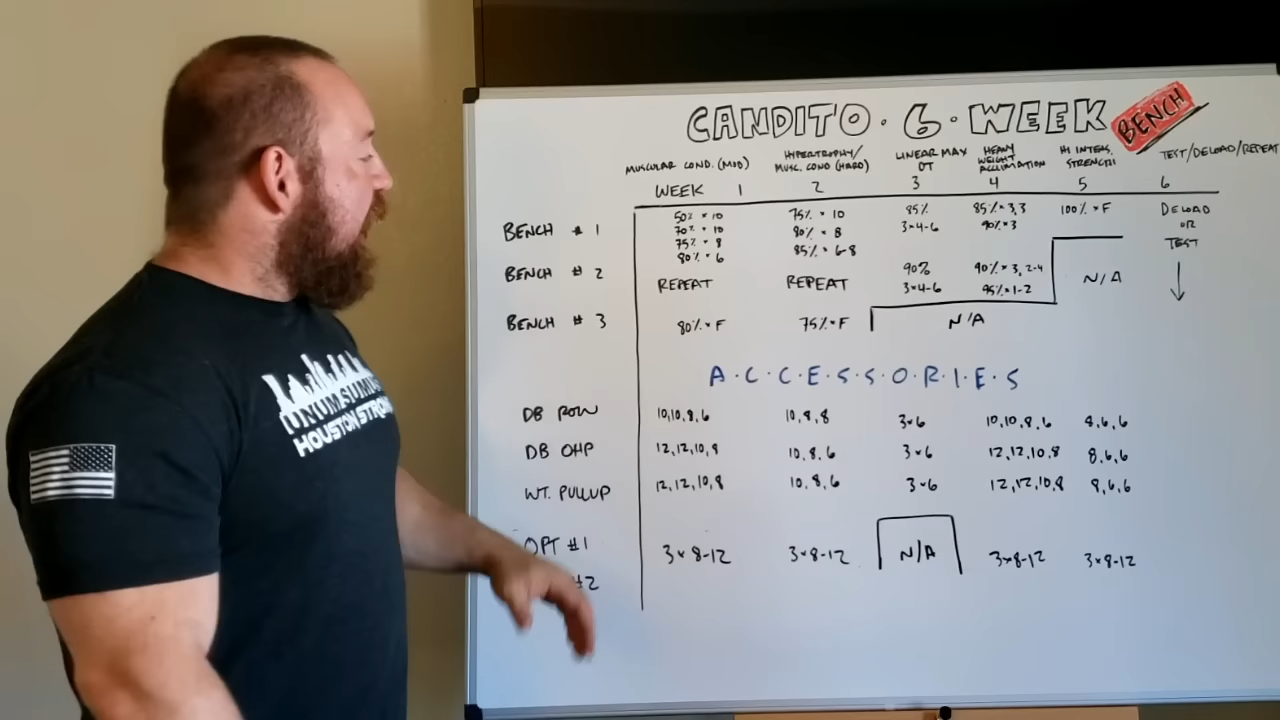 CANDITO · 6 · WEEK BENCH
MUSCULAR COND. (MOD) HYPERTROPHY/ MUSC. COND (HARD) LINEAR MAX OT HEAVY WEIGHT ACCLIMATION HI INTENS. STRENGTH TEST/DELOAD/REPEAT
WEEK 1 2 3 4 5 6
BENCH #1
50% × 10 75% × 10 85% 85% × 3,3 100% × F DELOAD
70% × 10 80% × 8 3×4-6 90% × 3 OR
75% × 8 85% × 6-8 TEST
80% × 6
BENCH #2 REPEAT REPEAT 90% 90% × 3, 2-4 N/A
3×4-6 95% × 1-2
BENCH #3 80% × F 75% × F N/A
A·C·C·E·S·S·O·R·I·E·S
DB ROW 10,10,8,6 10,8,8 3×6 10,10,8,6 8,6,6
DB OHP 12,12,10,8 10,8,6 3×6 12,12,10,8 8,6,6
WT. PULLUP 12,12,10,8 10,8,6 3×6 12,12,10,8 8,6,6
OPT #1 3×8-12 3×8-12 N/A 3×8-12 3×8-12
#2
UNUM SUMUS
HOUSTON STRONG